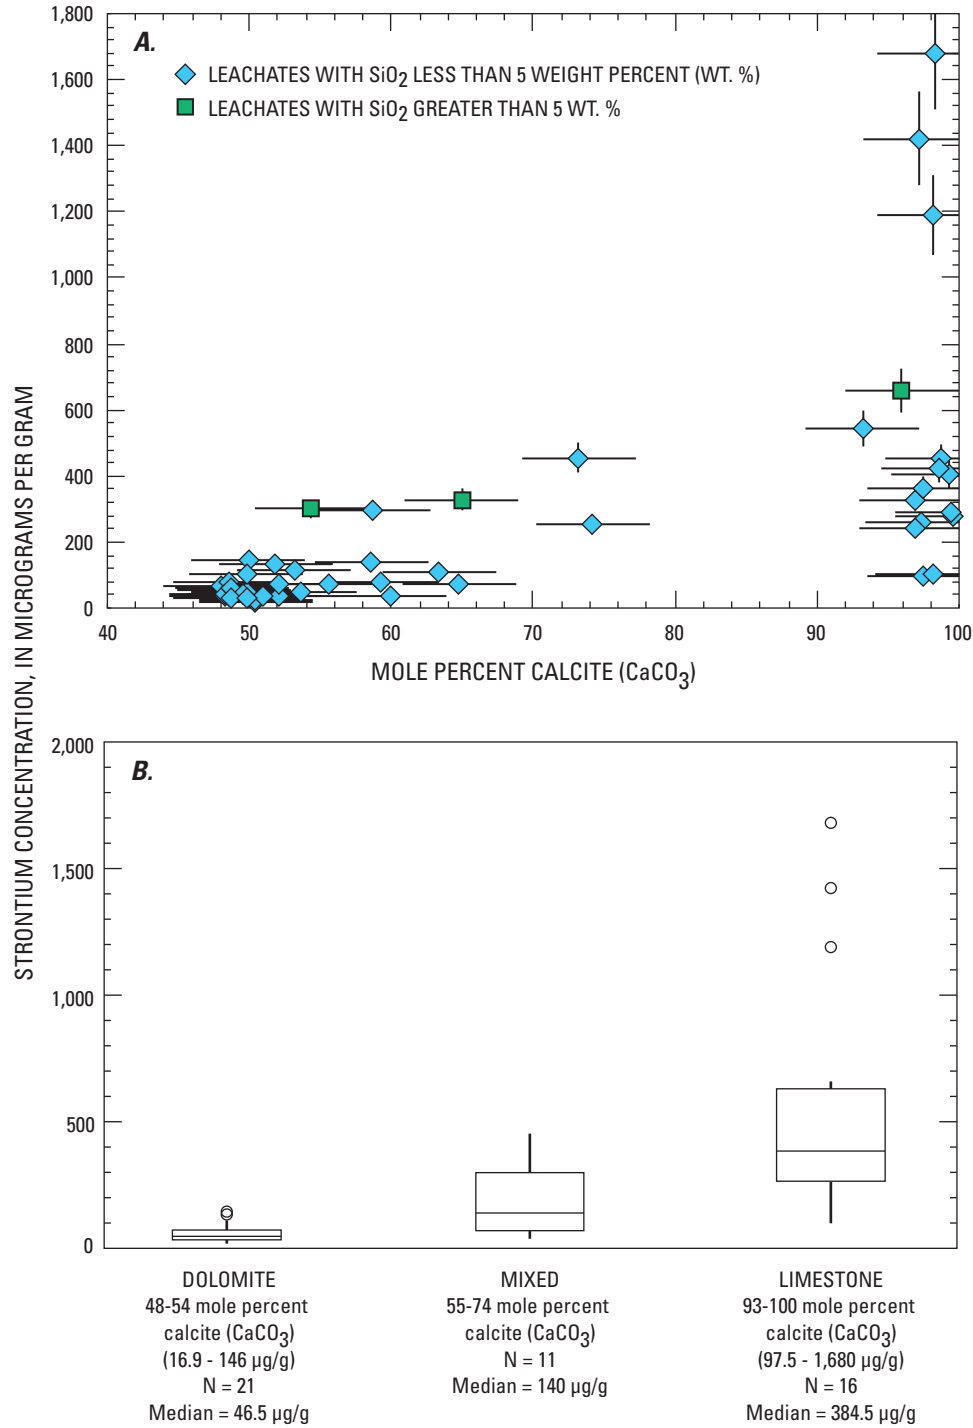 A.
LEACHATES WITH SiO2 LESS THAN 5 WEIGHT PERCENT (WT. %)
LEACHATES WITH SiO2 GREATER THAN 5 WT. %
1,800
1,600
1,400
1,200
1,000
800
600
400
200
0
40
50
60
70
80
90
100
MOLE PERCENT CALCITE (CaCO3)
STRONTIUM CONCENTRATION, IN MICROGRAMS PER GRAM
B.
2,000
1,500
1,000
500
0
DOLOMITE
48-54 mole percent
calcite (CaCO3)
(16.9 - 146 µg/g)
N = 21
Median = 46.5 µg/g
MIXED
55-74 mole percent
calcite (CaCO3)
N = 11
Median = 140 µg/g
LIMESTONE
93-100 mole percent
calcite (CaCO3)
(97.5 - 1,680 µg/g)
N = 16
Median = 384.5 µg/g